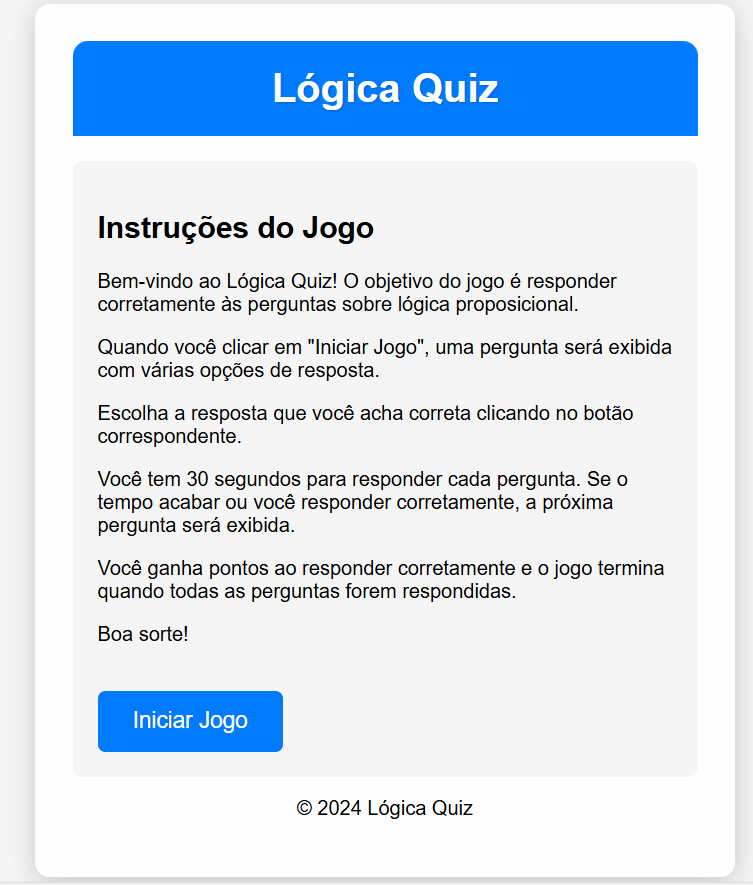 Lógica Quiz
Instruções do Jogo
Bem-vindo ao Lógica Quiz! O objetivo do jogo é responder
corretamente às perguntas sobre lógica proposicional.
Quando você clicar em "Iniciar Jogo", uma pergunta será exibida
com várias opções de resposta.
Escolha a resposta que você acha correta clicando no botão
correspondente.
Você tem 30 segundos para responder cada pergunta. Se o
tempo acabar ou você responder corretamente, a próxima
pergunta será exibida.
Você ganha pontos ao responder corretamente e o jogo termina
quando todas as perguntas forem respondidas.
Boa sorte!
Iniciar Jogo
© 2024 Lógica Quiz